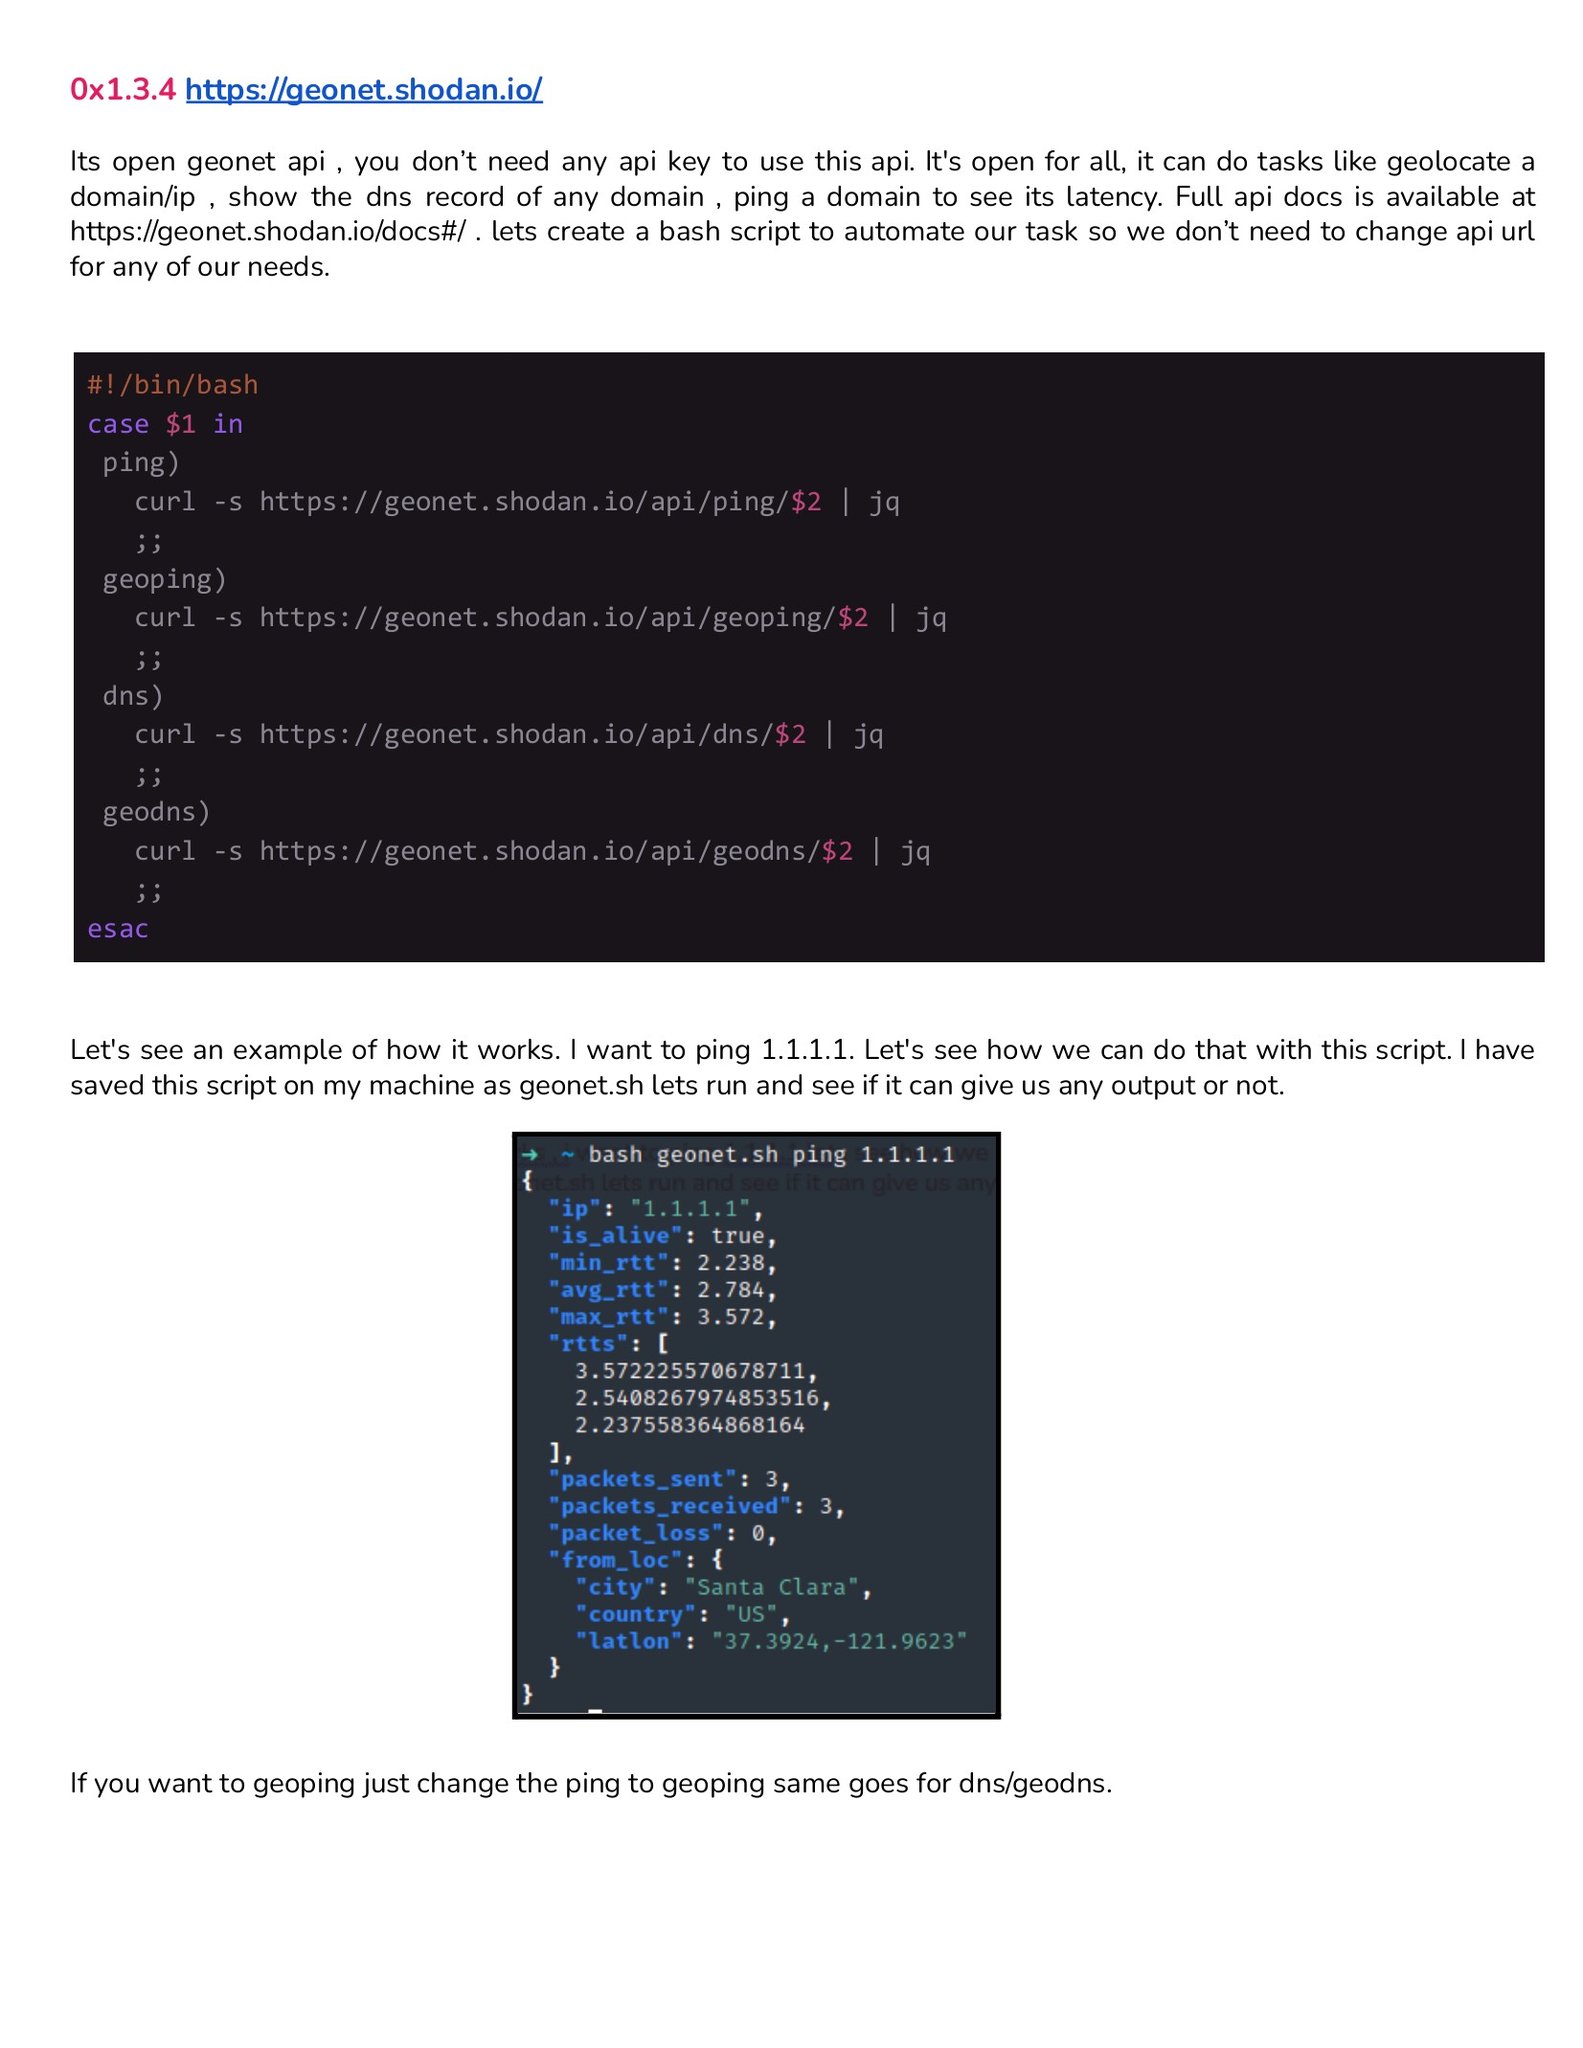 0x1.3.4 https://geonet.shodan.io/
Its open geonet api , you don’t need any api key to use this api. It's open for all, it can do tasks like geolocate a
domain/ip , show the dns record of any domain , ping a domain to see its latency. Full api docs is available at
https://geonet.shodan.io/docs#/ . lets create a bash script to automate our task so we don’t need to change api url
for any of our needs.
#!/bin/bash
case $1 in
 ping)
   curl -s https://geonet.shodan.io/api/ping/$2 | jq
   ;;
 geoping)
   curl -s https://geonet.shodan.io/api/geoping/$2 | jq
   ;;
 dns)
   curl -s https://geonet.shodan.io/api/dns/$2 | jq
   ;;
 geodns)
   curl -s https://geonet.shodan.io/api/geodns/$2 | jq
   ;;
esac
Let's see an example of how it works. I want to ping 1.1.1.1. Let's see how we can do that with this script. I have
saved this script on my machine as geonet.sh lets run and see if it can give us any output or not.
➜  ~ bash geonet.sh ping 1.1.1.1
{
  "ip": "1.1.1.1",
  "is_alive": true,
  "min_rtt": 2.238,
  "avg_rtt": 2.784,
  "max_rtt": 3.572,
  "rtts": [
    3.572225570678711,
    2.5408267974853516,
    2.237558364868164
  ],
  "packets_sent": 3,
  "packets_received": 3,
  "packet_loss": 0,
  "from_loc": {
    "city": "Santa Clara",
    "country": "US",
    "latlon": "37.3924,-121.9623"
  }
}
If you want to geoping just change the ping to geoping same goes for dns/geodns.